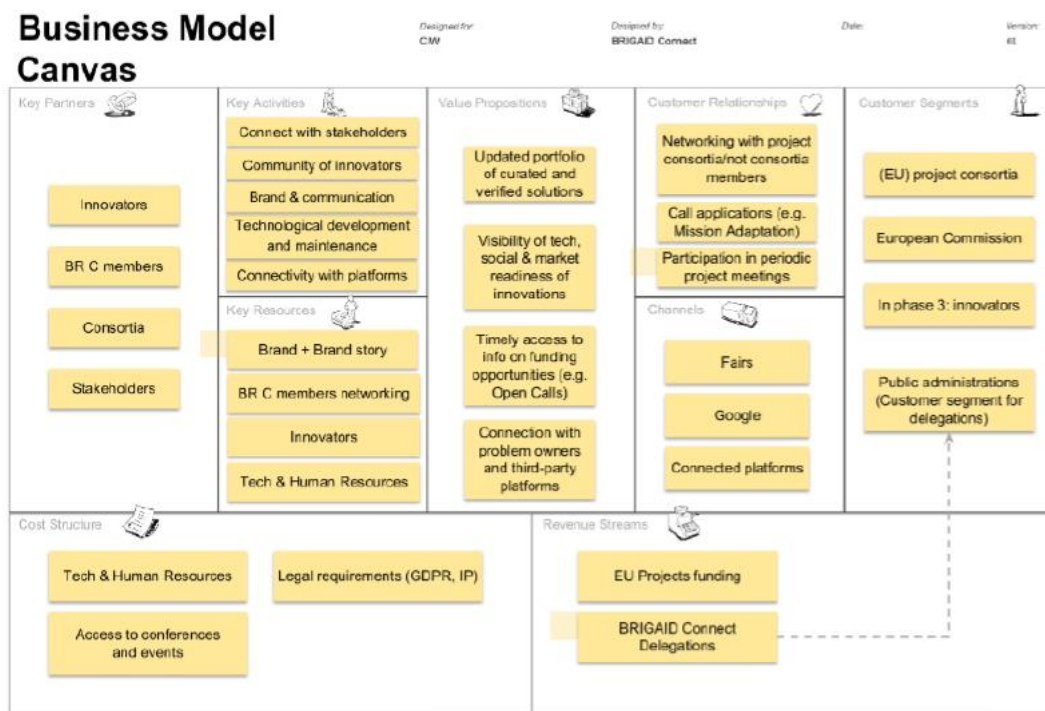 Business Model
Canvas
Designed for:
CIW
Designed by:
BRIGAID Connect
Date:
Version:
Key Partners
Innovators
BR C members
Consortia
Stakeholders
Key Activities
Connect with stakeholders
Community of innovators
Brand & communication
Technological development
and maintenance
Connectivity with platforms
Key Resources
Brand + Brand story
BR C members networking
Innovators
Tech & Human Resources
Value Propositions
Updated portfolio
of curated and
verified solutions
Visibility of tech,
social & market
readiness of
innovations
Timely access to
info on funding
opportunities (e.g.
Open Calls)
Connection with
problem owners
and third-party
platforms
Customer Relationships
Networking with project
consortia/not consortia
members
Call applications (e.g.
Mission Adaptation)
Participation in periodic
project meetings
Channels
Fairs
Google
Connected platforms
Customer Segments
(EU) project consortia
European Commission
In phase 3: innovators
Public administrations
(Customer segment for
delegations)
Cost Structure
Tech & Human Resources
Legal requirements (GDPR, IP)
Access to conferences
and events
Revenue Streams
EU Projects funding
BRIGAID Connect
Delegations